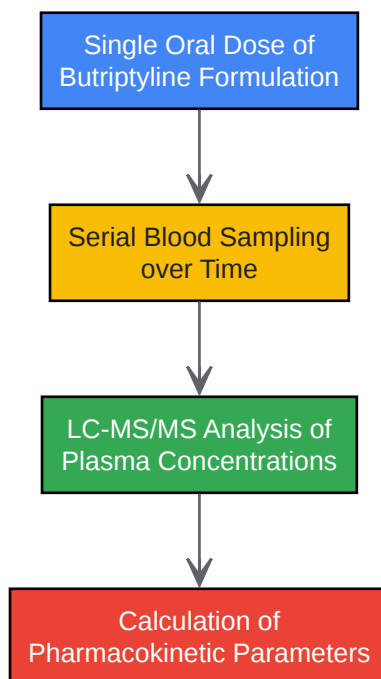 Single Oral Dose of
Butriptyline Formulation
Serial Blood Sampling
over Time
LC-MS/MS Analysis of
Plasma Concentrations
Calculation of
Pharmacokinetic Parameters